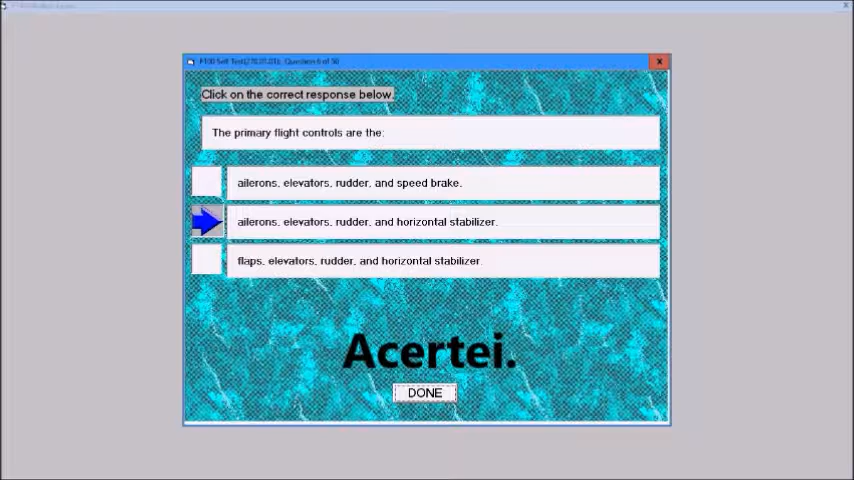 Click on the correct response below.
The primary flight controls are the:
ailerons, elevators, rudder, and speed brake.
ailerons, elevators, rudder, and horizontal stabilizer.
flaps, elevators, rudder, and horizontal stabilizer.
Acertei.
DONE